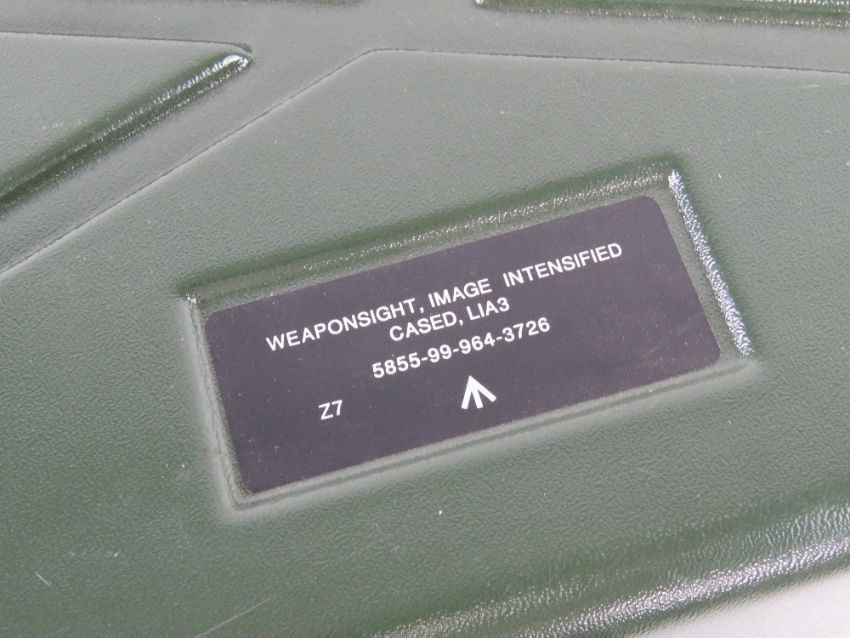 WEAPONSIGHT, IMAGE INTENSIFIED
CASED, LIA3
5855-99-964-3726
Z7